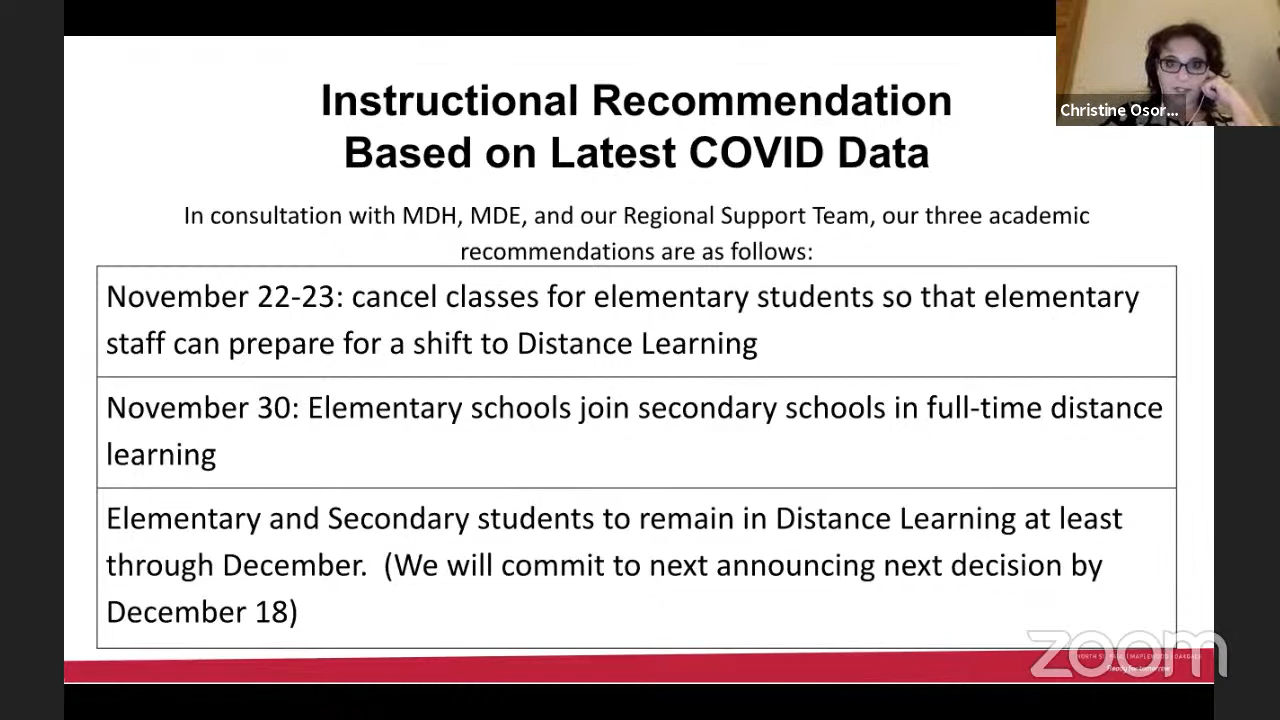 Instructional Recommendation
Based on Latest COVID Data
Christine Osor...
In consultation with MDH, MDE, and our Regional Support Team, our three academic
recommendations are as follows:
November 22-23: cancel classes for elementary students so that elementary
staff can prepare for a shift to Distance Learning
November 30: Elementary schools join secondary schools in full-time distance
learning
Elementary and Secondary students to remain in Distance Learning at least
through December.  (We will commit to next announcing next decision by
December 18)
zoom